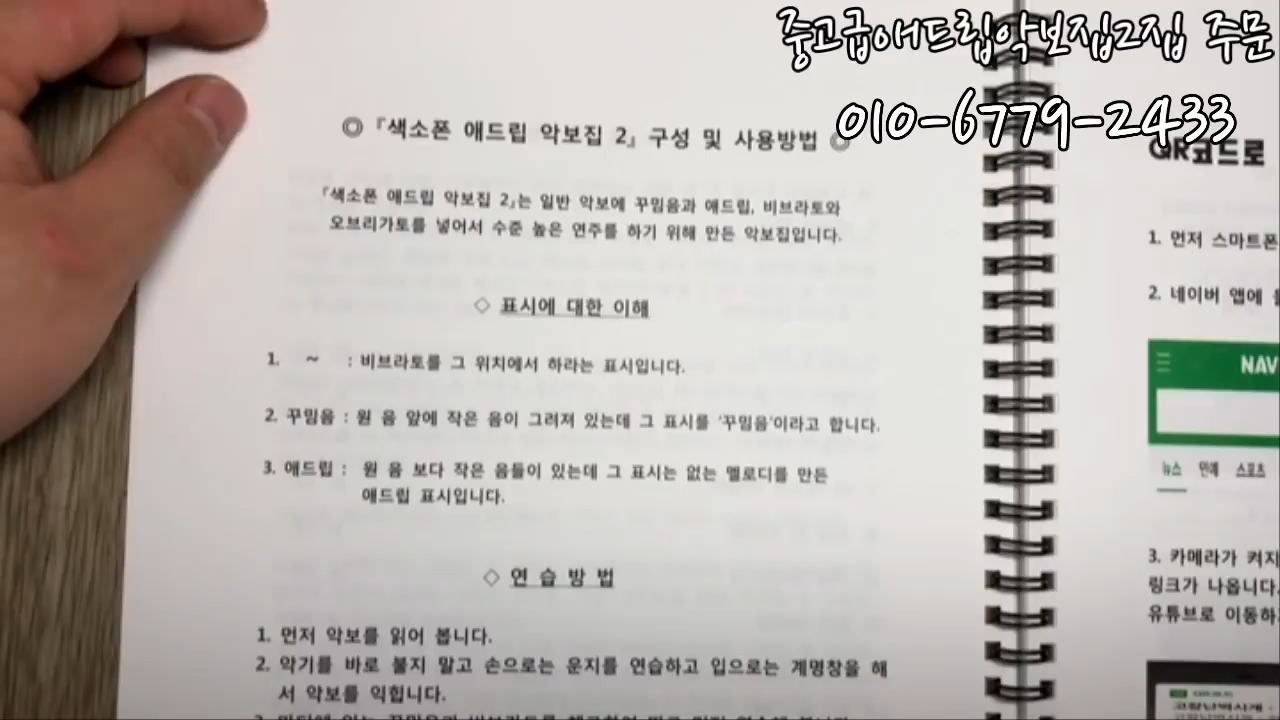 중고급애드립악보집2집 주문
010-6779-2433
◎『색소폰 애드립 악보집 2』 구성 및 사용방법 ◎
『색소폰 애드립 악보집 2』는 일반 악보에 꾸밈음과 애드립, 비브라토와
오브리가토를 넣어서 수준 높은 연주를 하기 위해 만든 악보집입니다.
◇ 표시에 대한 이해
1. ~ : 비브라토를 그 위치에서 하라는 표시입니다.
2. 꾸밈음 : 원 음 앞에 작은 음이 그려져 있는데 그 표시를 '꾸밈음'이라고 합니다.
3. 애드립 : 원 음 보다 작은 음들이 있는데 그 표시는 없는 멜로디를 만든
애드립 표시입니다.
◇ 연 습 방 법
1. 먼저 악보를 읽어 봅니다.
2. 악기를 바로 불지 말고 손으로는 운지를 연습하고 입으로는 계명창을 해
서 악보를 익힙니다.
QR코드로
1. 먼저 스마트폰
2. 네이버 앱에
NAV
뉴스 연예 스포츠
3. 카메라가 켜지
링크가 나옵니다.
유튜브로 이동하